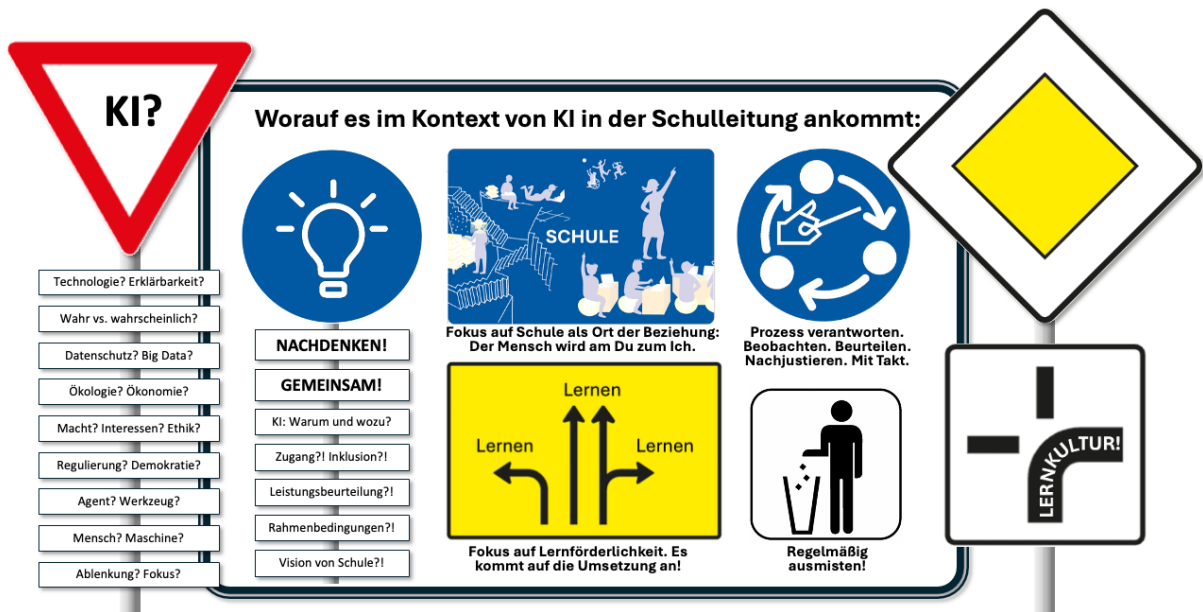 KI?
Technologie? Erklärbarkeit?
Wahr vs. wahrscheinlich?
Datenschutz? Big Data?
Ökologie? Ökonomie?
Macht? Interessen? Ethik?
Regulierung? Demokratie?
Agent? Werkzeug?
Mensch? Maschine?
Ablenkung? Fokus?
Worauf es im Kontext von KI in der Schulleitung ankommt:
NACHDENKEN!
GEMEINSAM!
KI: Warum und wozu?
Zugang?! Inklusion?!
Leistungsbeurteilung?!
Rahmenbedingungen?!
Vision von Schule?!
SCHULE
Fokus auf Schule als Ort der Beziehung:
Der Mensch wird am Du zum Ich.
Lernen
Lernen
Lernen
Fokus auf Lernförderlichkeit. Es
kommt auf die Umsetzung an!
Prozess verantworten.
Beobachten. Beurteilen.
Nachjustieren. Mit Takt.
Regelmäßig
ausmisten!
LERNKULTUR!